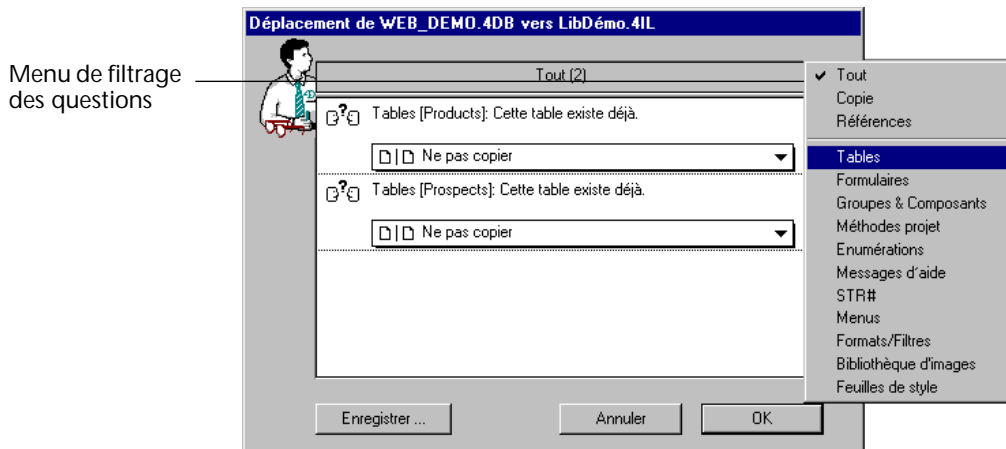 Déplacement de WEB_DEMO.4DB vers LibDémo.4IL
Menu de filtrage
des questions
Tout (2)
Tables [Products]: Cette table existe déjà.
Ne pas copier
Tables [Prospects]: Cette table existe déjà.
Ne pas copier
Enregistrer ...
Annuler
OK
Tout
Copie
Références
Tables
Formulaires
Groupes & Composants
Méthodes projet
Enumérations
Messages d'aide
STR#
Menus
Formats/Filtres
Bibliothèque d'images
Feuilles de style